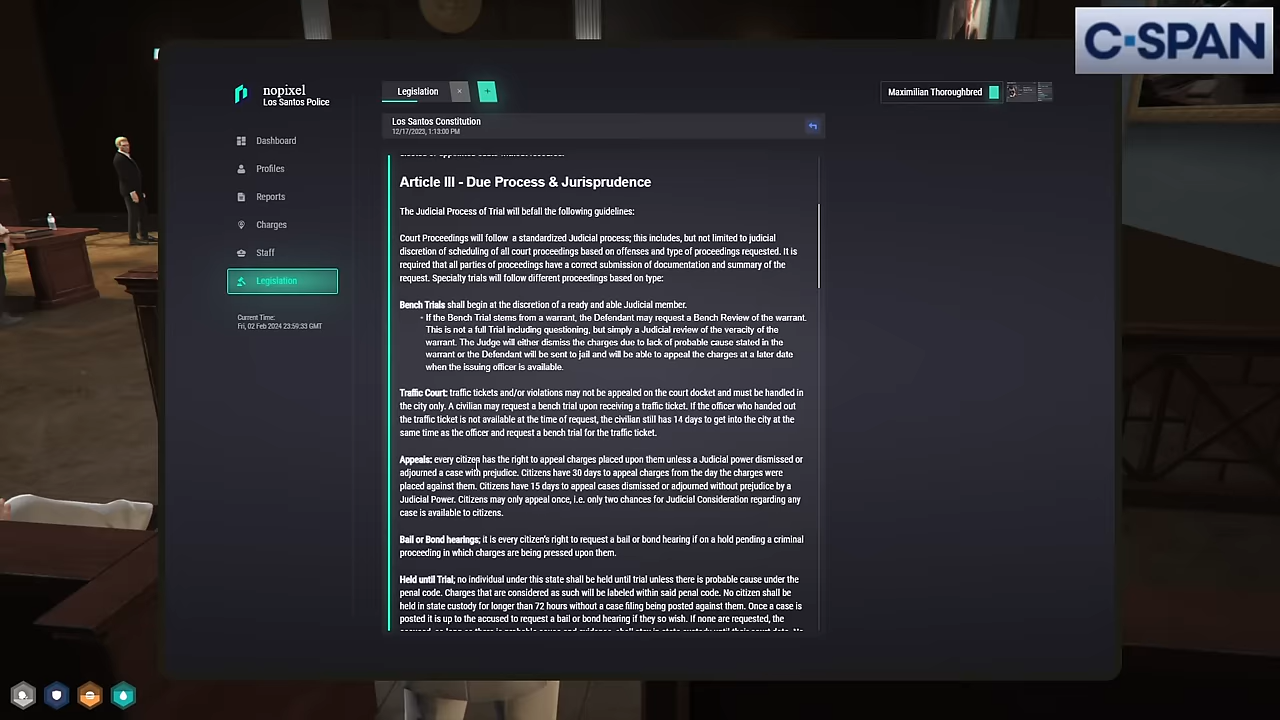 C-SPAN
nopixel
Los Santos Police
Legislation
×
+
Maximilian Thoroughbred
Los Santos Constitution
12/17/2023, 1:13:00 PM
Dashboard
Profiles
Reports
Charges
Staff
Legislation
Current Time:
Fri, 02 Feb 2024 23:59:33 GMT
Article III - Due Process & Jurisprudence
The Judicial Process of Trial will befall the following guidelines:
Court Proceedings will follow a standardized Judicial process; this includes, but not limited to judicial
discretion of scheduling of all court proceedings based on offenses and type of proceedings requested. It is
required that all parties of proceedings have a correct submission of documentation and summary of the
request. Specialty trials will follow different proceedings based on type:
Bench Trials shall begin at the discretion of a ready and able Judicial member.
- If the Bench Trial stems from a warrant, the Defendant may request a Bench Review of the warrant.
This is not a full Trial including questioning, but simply a Judicial review of the veracity of the
warrant. The Judge will either dismiss the charges due to lack of probable cause stated in the
warrant or the Defendant will be sent to jail and will be able to appeal the charges at a later date
when the issuing officer is available.
Traffic Court: traffic tickets and/or violations may not be appealed on the court docket and must be handled in
the city only. A civilian may request a bench trial upon receiving a traffic ticket. If the officer who handed out
the traffic ticket is not available at the time of request, the civilian still has 14 days to get into the city at the
same time as the officer and request a bench trial for the traffic ticket.
Appeals: every citizen has the right to appeal charges placed upon them unless a Judicial power dismissed or
adjourned a case with prejudice. Citizens have 30 days to appeal charges from the day the charges were
placed against them. Citizens have 15 days to appeal cases dismissed or adjourned without prejudice by a
Judicial Power. Citizens may only appeal once, i.e. only two chances for Judicial Consideration regarding any
case is available to citizens.
Bail or Bond hearings; it is every citizen's right to request a bail or bond hearing if on a hold pending a criminal
proceeding in which charges are being pressed upon them.
Held until Trial; no individual under this state shall be held until trial unless there is probable cause under the
penal code. Charges that are considered as such will be labeled within said penal code. No citizen shall be
held in state custody for longer than 72 hours without a case filing being posted against them. Once a case is
posted it is up to the accused to request a bail or bond hearing if they so wish. If none are requested, the